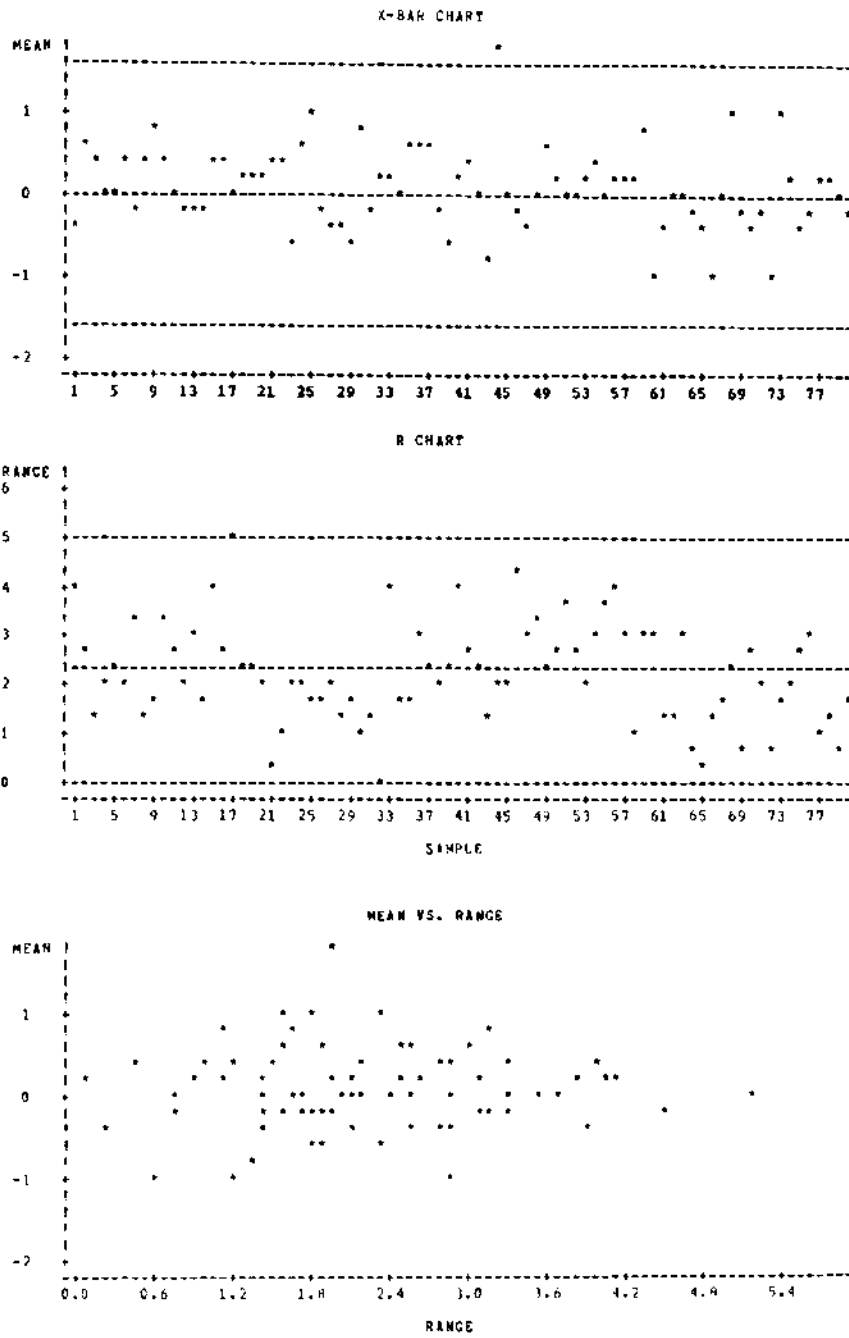 X-BAR CHART
MEAN
1
0
-1
-2
1 5 9 13 17 21 25 29 33 37 41 45 49 53 57 61 65 69 73 77
R CHART
RANGE
6
5
4
3
2
1
0
1 5 9 13 17 21 25 29 33 37 41 45 49 53 57 61 65 69 73 77
SAMPLE
MEAN VS. RANGE
MEAN
1
0
-1
-2
0.0 0.6 1.2 1.8 2.4 3.0 3.6 4.2 4.8 5.4
RANGE